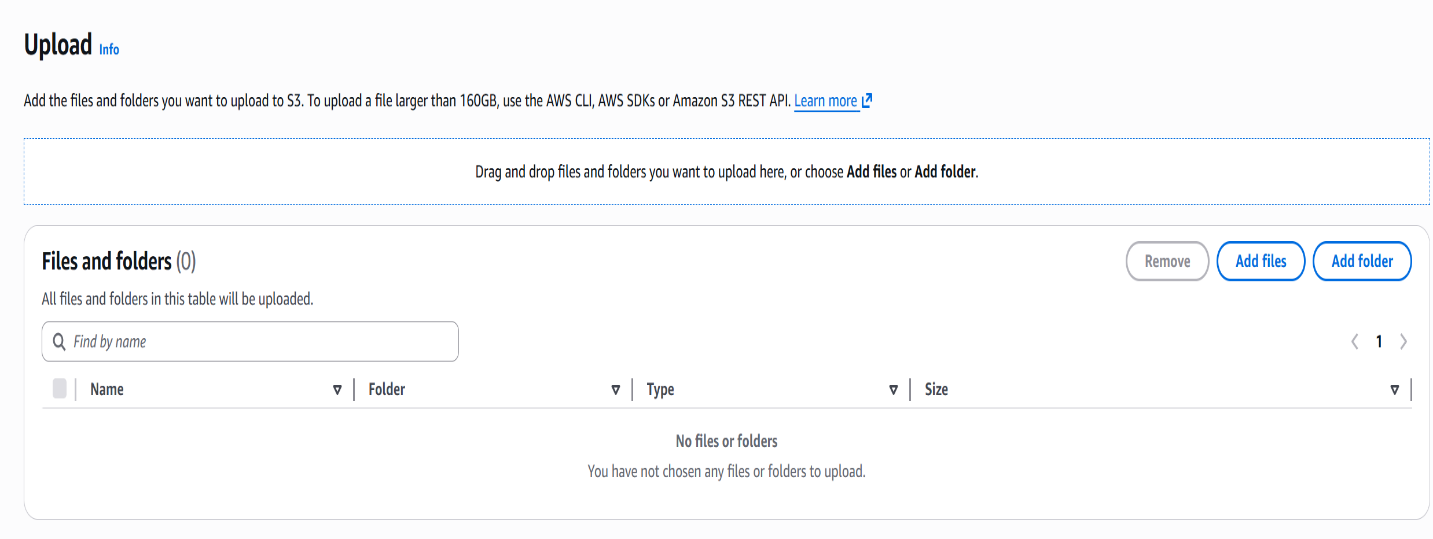 Upload Info
Add the files and folders you want to upload to S3. To upload a file larger than 160GB, use the AWS CLI, AWS SDKs or Amazon S3 REST API. Learn more
Drag and drop files and folders you want to upload here, or choose Add files or Add folder.
Files and folders (0)
Remove
Add files
Add folder
All files and folders in this table will be uploaded.
Find by name
1
Name
Folder
Type
Size
No files or folders
You have not chosen any files or folders to upload.